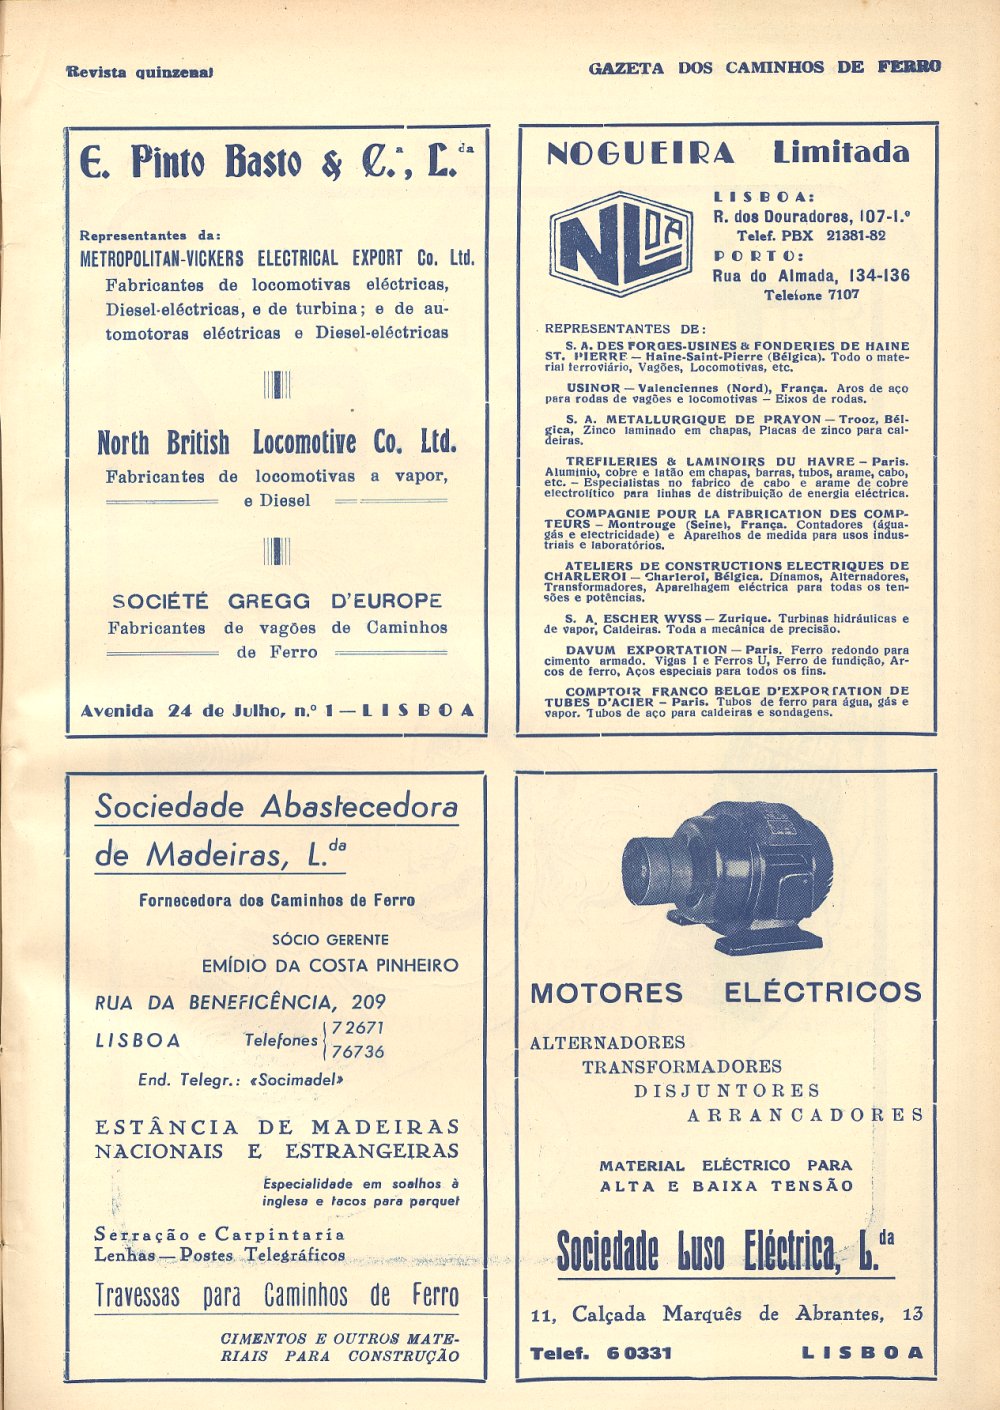 Revista quinzenal
GAZETA DOS CAMINHOS DE FERRO
E. Pinto Basto & C.ª, L.da
Representantes da:
METROPOLITAN-VICKERS ELECTRICAL EXPORT Co. Ltd.
Fabricantes de locomotivas eléctricas,
Diesel-eléctricas, e de turbina; e de au-
tomotoras eléctricas e Diesel-eléctricas
North British Locomotive Co. Ltd.
Fabricantes de locomotivas a vapor,
e Diesel
SOCIÉTÉ GREGG D'EUROPE
Fabricantes de vagões de Caminhos
de Ferro
Avenida 24 de Julho, n.º 1 — LISBOA
NOGUEIRA Limitada
NLDA
LISBOA:
R. dos Douradores, 107-1.º
Telef. PBX 21381-82
PORTO:
Rua do Almada, 134-136
Telefone 7107
REPRESENTANTES DE:
S. A. DES FORGES-USINES & FONDERIES DE HAINE
ST. PIERRE — Haine-Saint-Pierre (Bélgica). Todo o mate-
rial ferroviário, Vagões, Locomotivas, etc.
USINOR — Valenciennes (Nord), França. Aros de aço
para rodas de vagões e locomotivas — Eixos de rodas.
S. A. METALLURGIQUE DE PRAYON — Trooz, Bél-
gica, Zinco laminado em chapas, Placas de zinco para cal-
deiras.
TREFILERIES & LAMINOIRS DU HAVRE — Paris.
Alumínio, cobre e latão em chapas, barras, tubos, arame, cabo,
etc. — Especialistas no fabrico de cabo e arame de cobre
electrolítico para linhas de distribuição de energia eléctrica.
COMPAGNIE POUR LA FABRICATION DES COMP-
TEURS — Montrouge (Seine), França. Contadores (água-
gás e electricidade) e Aparelhos de medida para usos indus-
triais e laboratórios.
ATELIERS DE CONSTRUCTIONS ELECTRIQUES DE
CHARLEROI — Charleroi, Bélgica. Dínamos, Alternadores,
Transformadores, Aparelhagem eléctrica para todas os ten-
sões e potências.
S. A. ESCHER WYSS — Zurique. Turbinas hidráulicas e
de vapor, Caldeiras. Toda a mecânica de precisão.
DAVUM EXPORTATION — Paris. Ferro redondo para
cimento armado. Vigas I e Ferros U, Ferro de fundição, Ar-
cos de ferro, Aços especiais para todos os fins.
COMPTOIR FRANCO BELGE D'EXPORTATION DE
TUBES D'ACIER — Paris. Tubos de ferro para água, gás e
vapor. Tubos de aço para caldeiras e sondagens.
Sociedade Abastecedora
de Madeiras, L.da
Fornecedora dos Caminhos de Ferro
SÓCIO GERENTE
EMÍDIO DA COSTA PINHEIRO
RUA DA BENEFICÊNCIA, 209
LISBOA Telefones 72671
76736
End. Telegr.: «Socimadel»
ESTÂNCIA DE MADEIRAS
NACIONAIS E ESTRANGEIRAS
Especialidade em soalhos à
inglesa e tacos para parquet
Serração e Carpintaria
Lenhas — Postes Telegráficos
Travessas para Caminhos de Ferro
CIMENTOS E OUTROS MATE-
RIAIS PARA CONSTRUÇÃO
MOTORES ELÉCTRICOS
ALTERNADORES
TRANSFORMADORES
DISJUNTORES
ARRANCADORES
MATERIAL ELÉCTRICO PARA
ALTA E BAIXA TENSÃO
Sociedade Luso Eléctrica, L.da
11, Calçada Marquês de Abrantes, 13
Telef. 60331 LISBOA